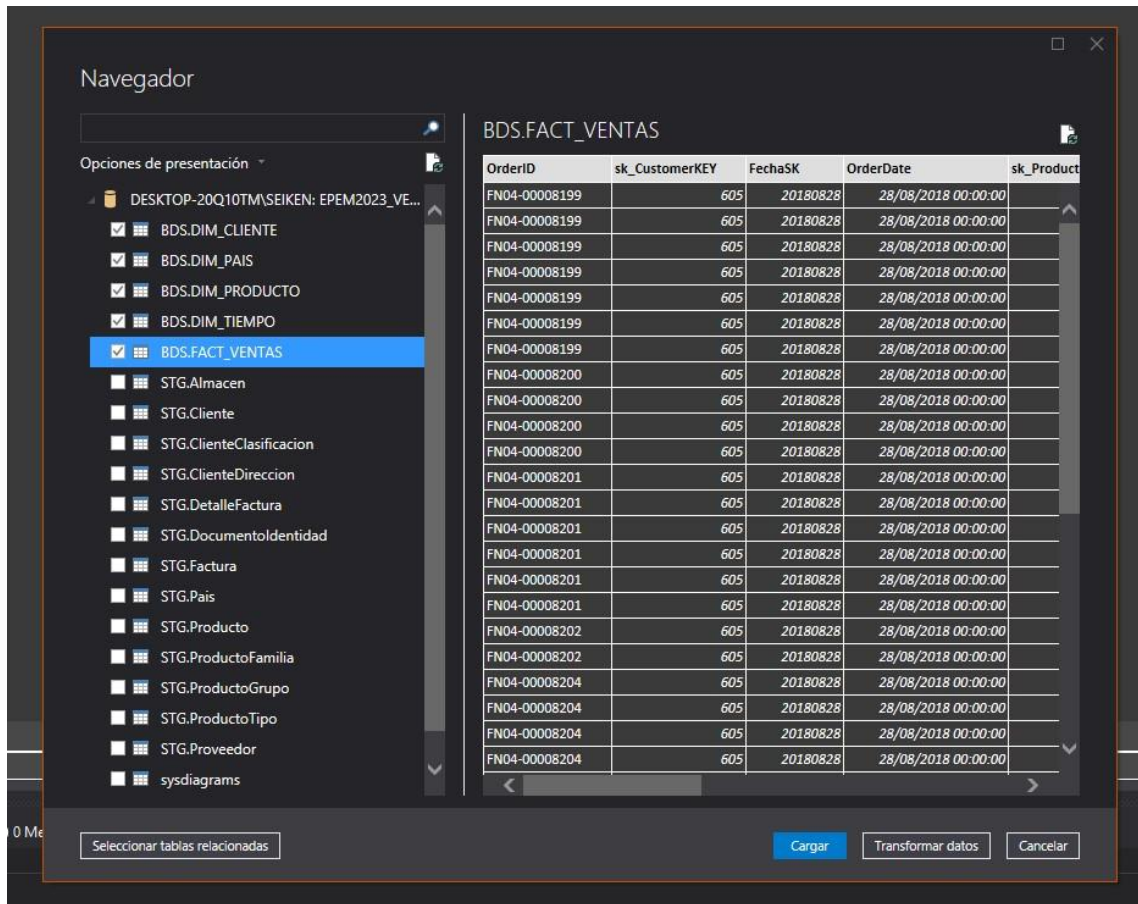 Navegador
Opciones de presentación
DESKTOP-20Q10TM\SEIKEN: EPEM2023_VE...
BDS.DIM_CLIENTE
BDS.DIM_PAIS
BDS.DIM_PRODUCTO
BDS.DIM_TIEMPO
BDS.FACT_VENTAS
STG.Almacen
STG.Cliente
STG.ClienteClasificacion
STG.ClienteDireccion
STG.DetalleFactura
STG.DocumentoIdentidad
STG.Factura
STG.Pais
STG.Producto
STG.ProductoFamilia
STG.ProductoGrupo
STG.ProductoTipo
STG.Proveedor
sysdiagrams
BDS.FACT_VENTAS
OrderID sk_CustomerKEY FechaSK OrderDate sk_Product
FN04-00008199 605 20180828 28/08/2018 00:00:00
FN04-00008199 605 20180828 28/08/2018 00:00:00
FN04-00008199 605 20180828 28/08/2018 00:00:00
FN04-00008199 605 20180828 28/08/2018 00:00:00
FN04-00008199 605 20180828 28/08/2018 00:00:00
FN04-00008199 605 20180828 28/08/2018 00:00:00
FN04-00008199 605 20180828 28/08/2018 00:00:00
FN04-00008200 605 20180828 28/08/2018 00:00:00
FN04-00008200 605 20180828 28/08/2018 00:00:00
FN04-00008200 605 20180828 28/08/2018 00:00:00
FN04-00008200 605 20180828 28/08/2018 00:00:00
FN04-00008201 605 20180828 28/08/2018 00:00:00
FN04-00008201 605 20180828 28/08/2018 00:00:00
FN04-00008201 605 20180828 28/08/2018 00:00:00
FN04-00008201 605 20180828 28/08/2018 00:00:00
FN04-00008201 605 20180828 28/08/2018 00:00:00
FN04-00008201 605 20180828 28/08/2018 00:00:00
FN04-00008202 605 20180828 28/08/2018 00:00:00
FN04-00008202 605 20180828 28/08/2018 00:00:00
FN04-00008204 605 20180828 28/08/2018 00:00:00
FN04-00008204 605 20180828 28/08/2018 00:00:00
FN04-00008204 605 20180828 28/08/2018 00:00:00
FN04-00008204 605 20180828 28/08/2018 00:00:00
0 Me
Seleccionar tablas relacionadas
Cargar
Transformar datos
Cancelar